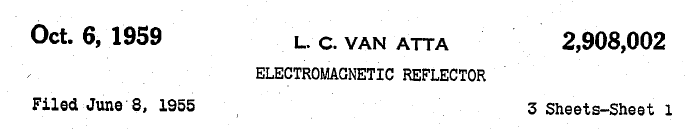 Oct. 6, 1959
L. C. VAN ATTA
2,908,002
ELECTROMAGNETIC REFLECTOR
Filed June 8, 1955
3 Sheets-Sheet 1